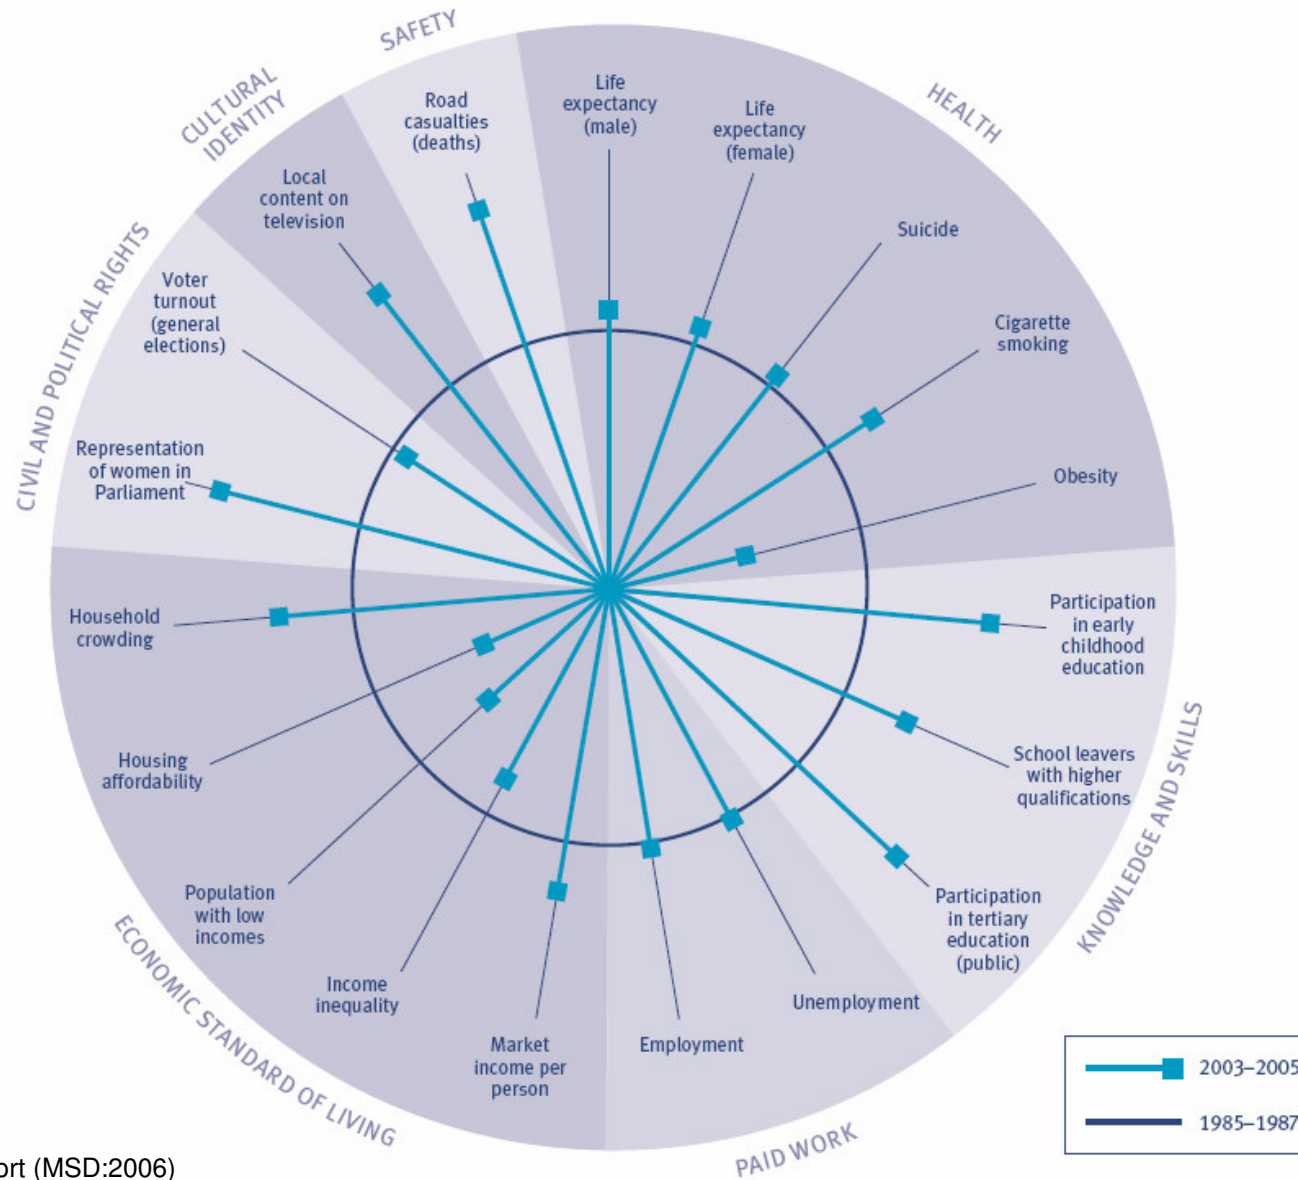 SAFETY
CULTURAL
IDENTITY
HEALTH
CIVIL AND POLITICAL RIGHTS
Road
casualties
(deaths)
Life
expectancy
(male)
Life
expectancy
(female)
Local
content on
television
Suicide
Voter
turnout
(general
elections)
Cigarette
smoking
Representation
of women in
Parliament
Obesity
Household
crowding
Participation
in early
childhood
education
Housing
affordability
School leavers
with higher
qualifications
KNOWLEDGE AND SKILLS
Population
with low
incomes
Participation
in tertiary
education
(public)
Income
inequality
Unemployment
Market
income per
person
Employment
ECONOMIC STANDARD OF LIVING
PAID WORK
2003–2005
1985–1987
ort (MSD:2006)